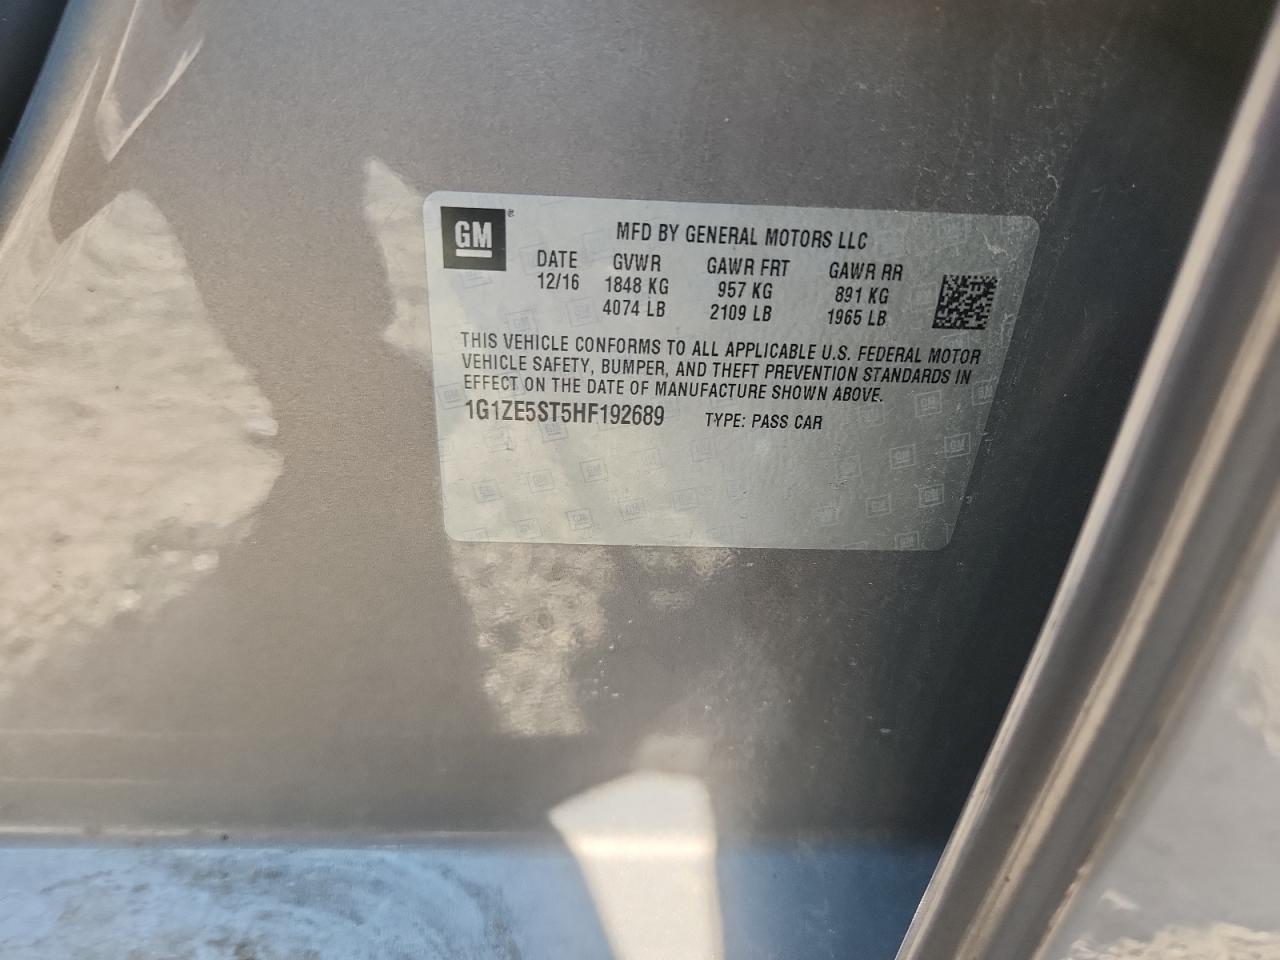 GM ®
MFD BY GENERAL MOTORS LLC
DATE GVWR GAWR FRT GAWR RR
12/16 1848 KG 957 KG 891 KG
4074 LB 2109 LB 1965 LB
THIS VEHICLE CONFORMS TO ALL APPLICABLE U.S. FEDERAL MOTOR
VEHICLE SAFETY, BUMPER, AND THEFT PREVENTION STANDARDS IN
EFFECT ON THE DATE OF MANUFACTURE SHOWN ABOVE.
1G1ZE5ST5HF192689 TYPE: PASS CAR